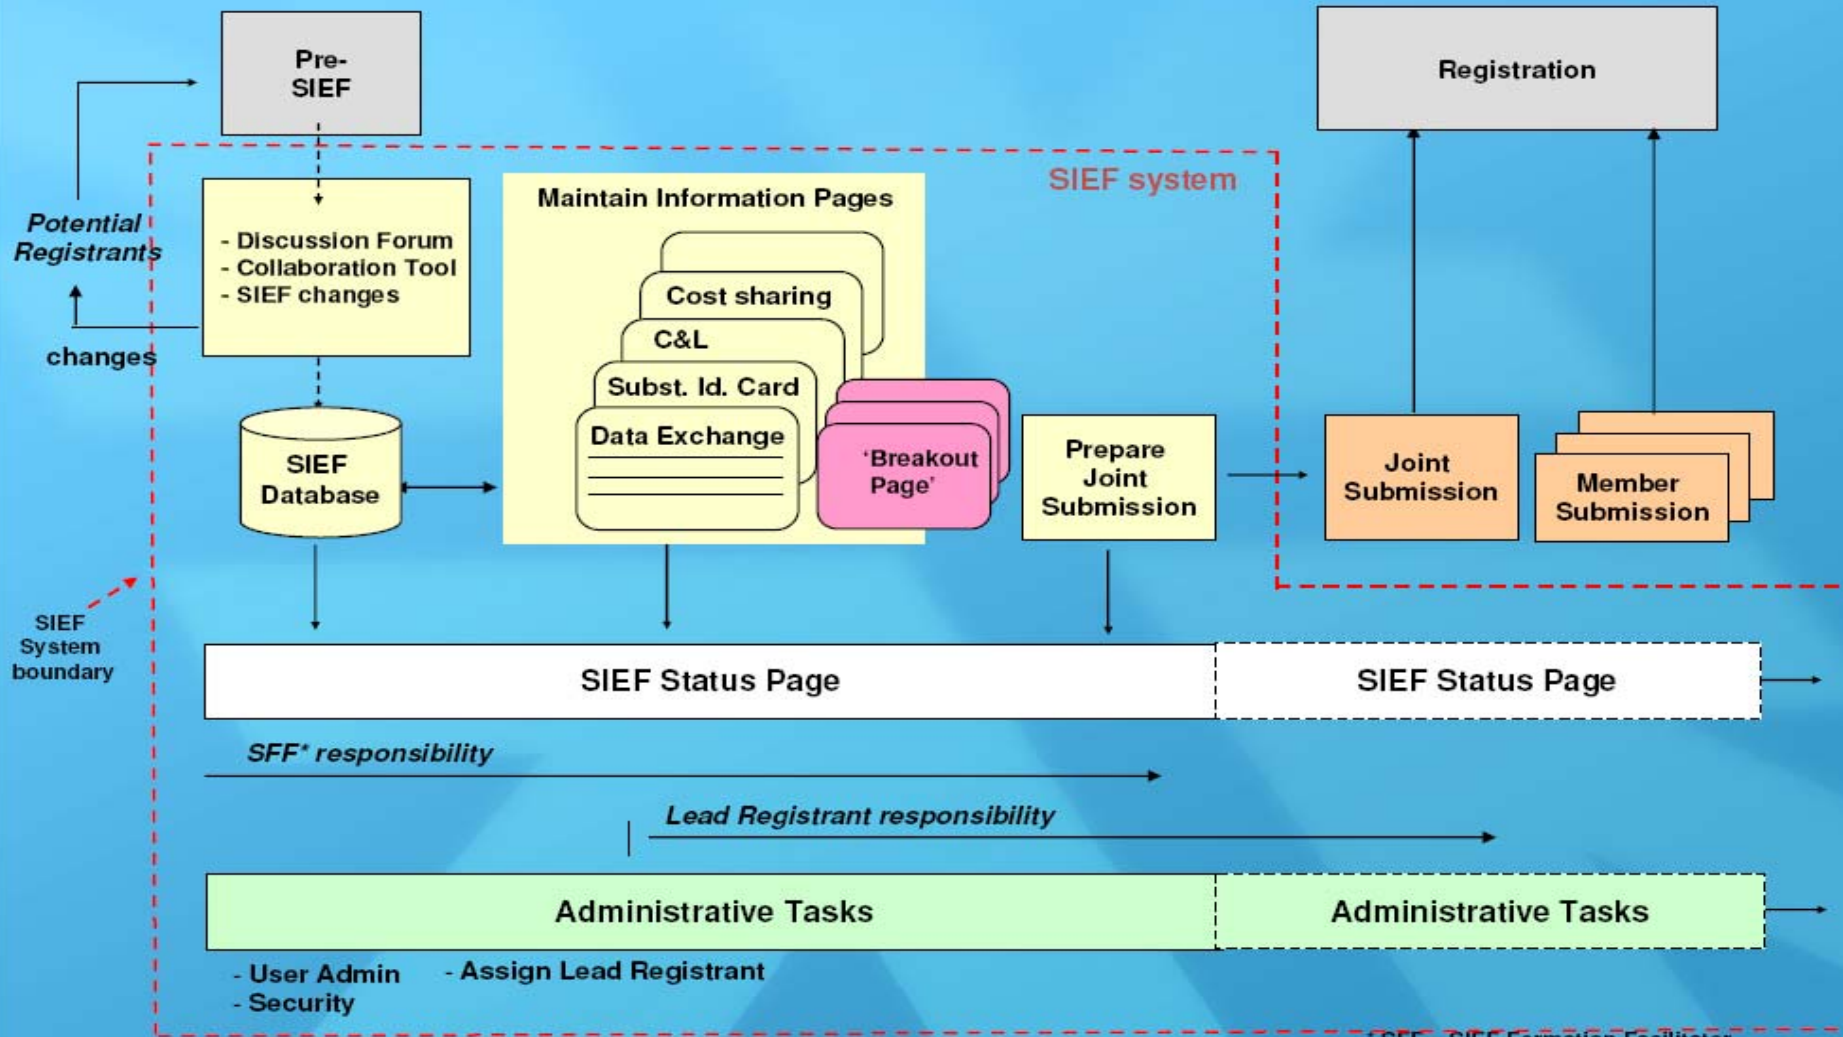 Pre-
SIEF
Registration
SIEF system
Potential
Registrants
changes
- Discussion Forum
- Collaboration Tool
- SIEF changes
Maintain Information Pages
Cost sharing
C&L
Subst. Id. Card
Data Exchange
'Breakout
Page'
SIEF
Database
Prepare
Joint
Submission
Joint
Submission
Member
Submission
SIEF
System
boundary
SIEF Status Page
SIEF Status Page
SFF* responsibility
Lead Registrant responsibility
Administrative Tasks
Administrative Tasks
- User Admin
- Security
- Assign Lead Registrant
SIEF Formation Facilitator